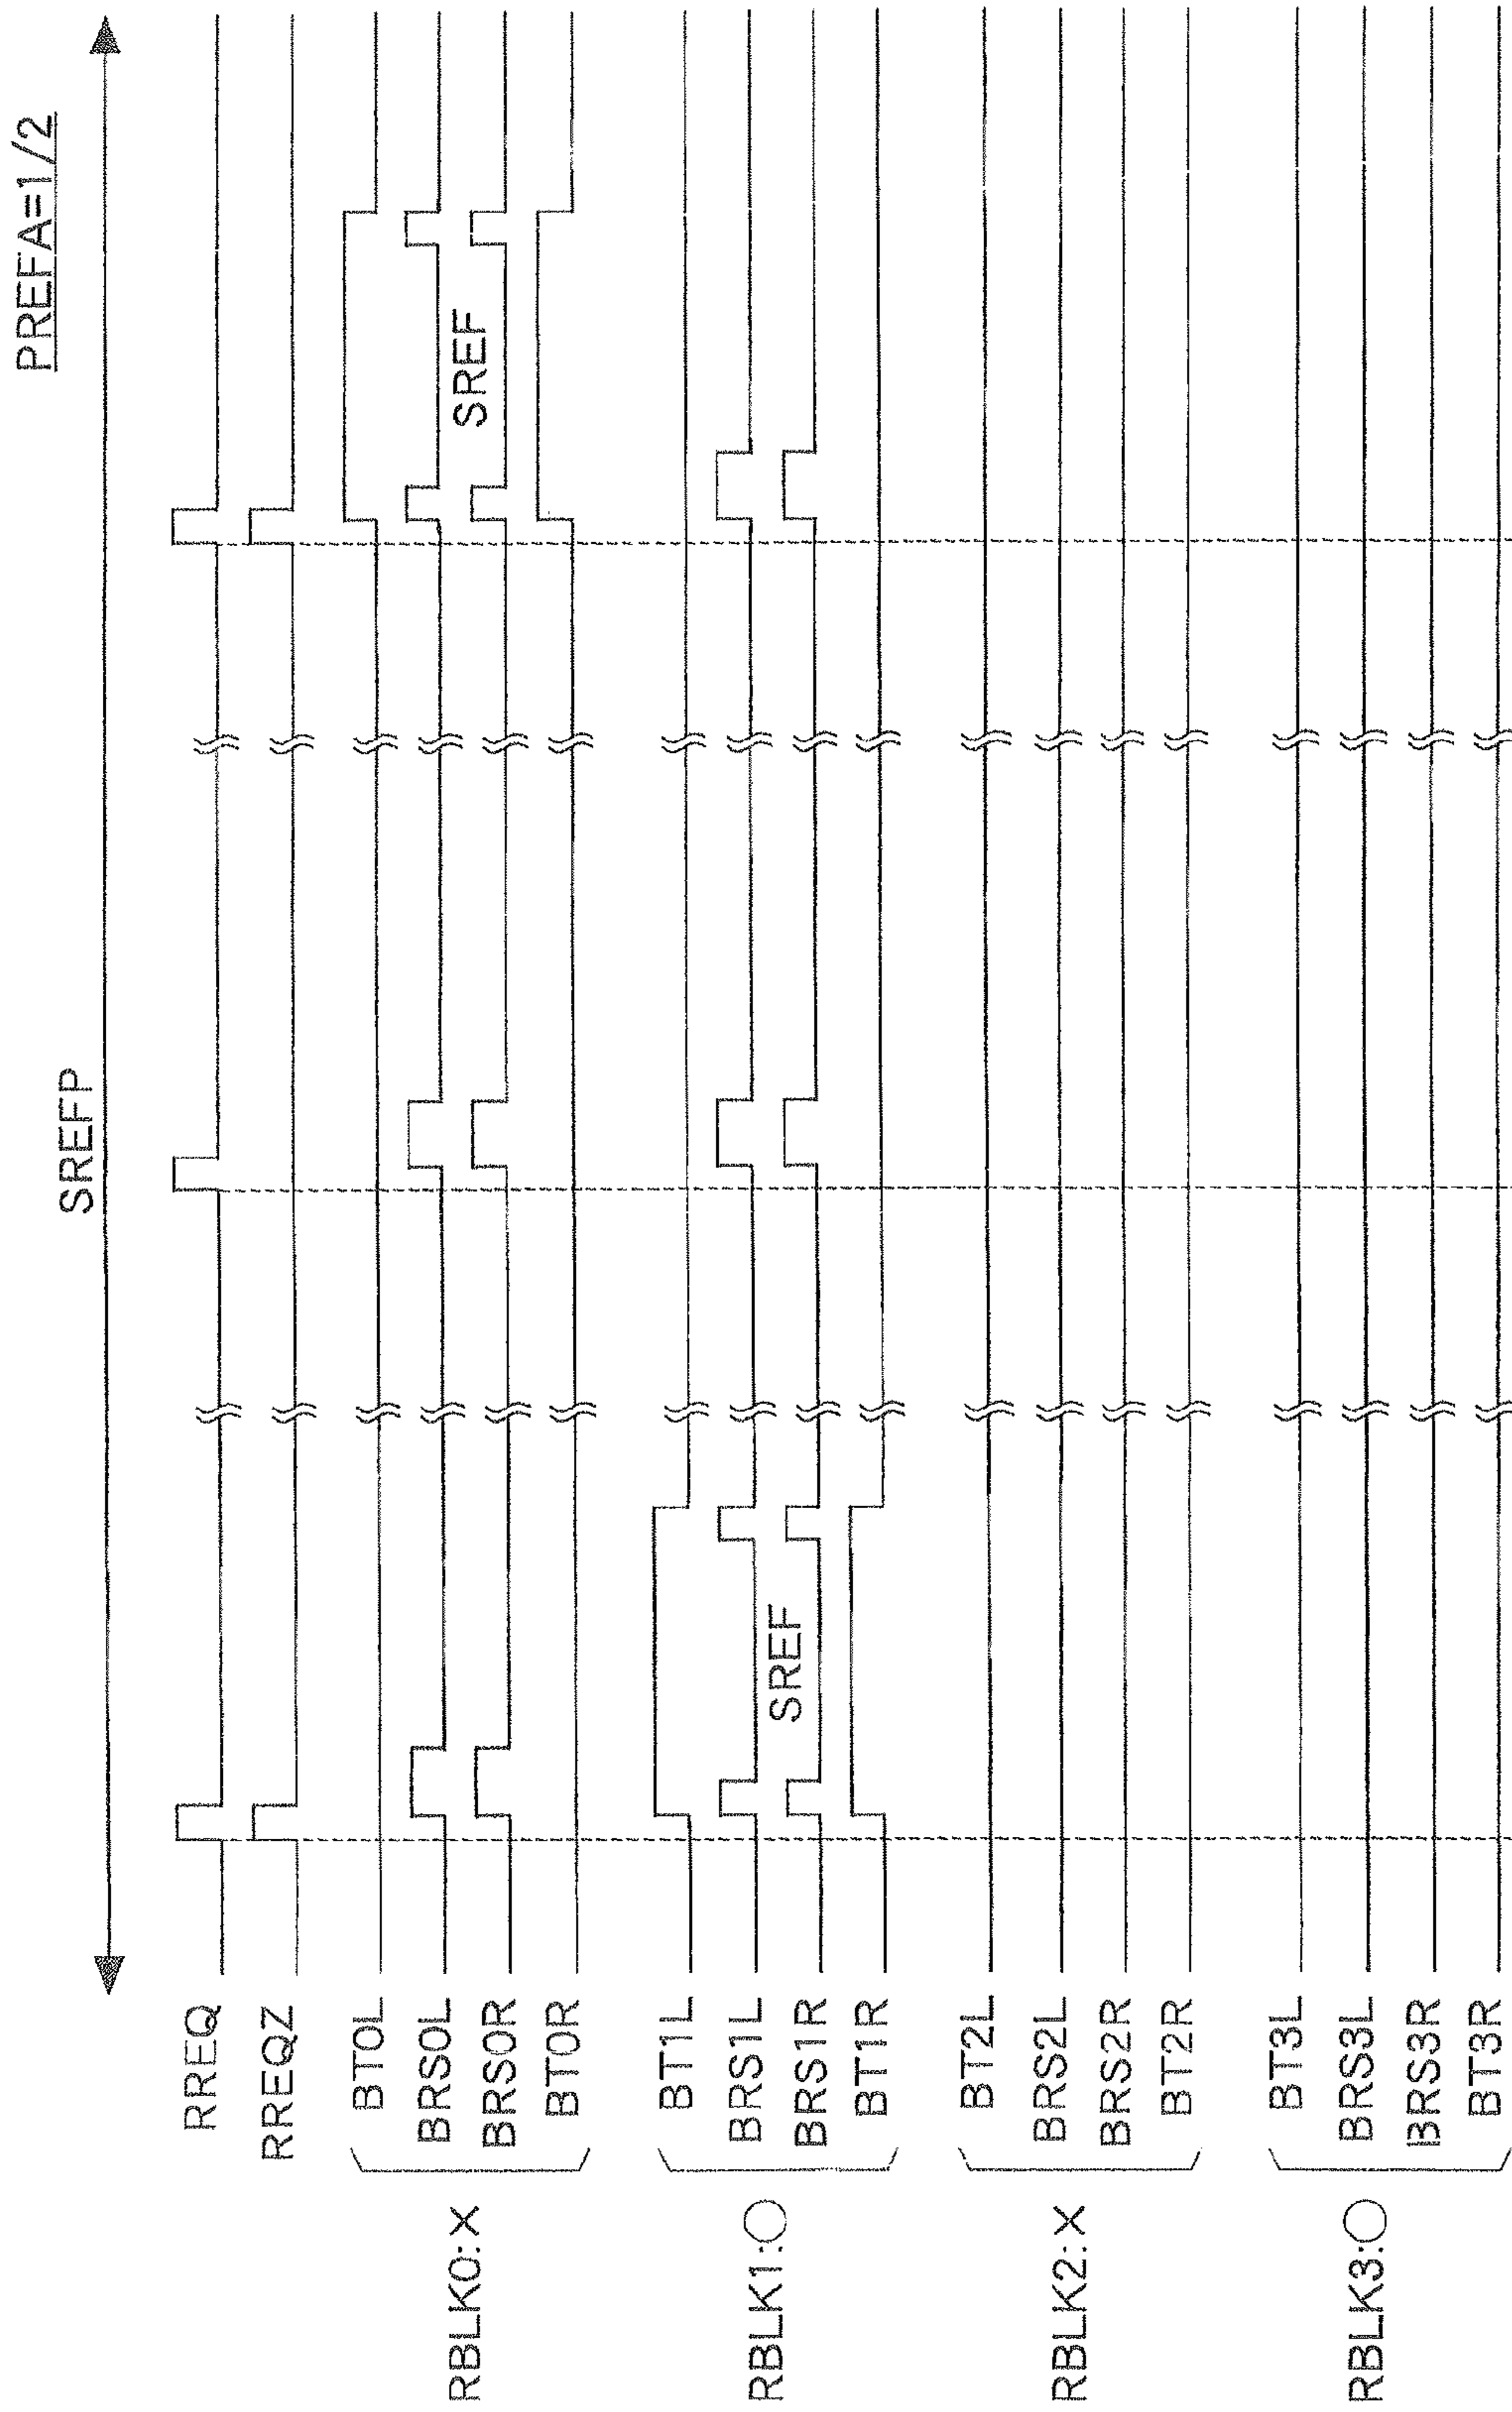 PREFA=1/2
SREFP
RREQ
RREQZ
RBLK0:×
BT0L
BRS0L
SREF
BRS0R
BT0R
RBLK1:○
BT1L
BRS1L
SREF
BRS1R
BT1R
RBLK2:×
BT2L
BRS2L
BRS2R
BT2R
RBLK3:○
BT3L
BRS3L
BRS3R
BT3R